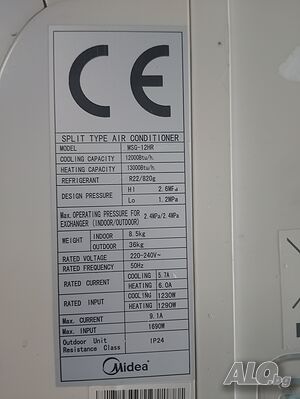 CE
SPLIT TYPE AIR CONDITIONER
MODEL MSG-12HR
COOLING CAPACITY 12000Btu/h.
HEATING CAPACITY 13000Btu/h.
REFRIGERANT R22/820g
DESIGN PRESSURE Hi 2.6MPa
Lo 1.2MPa
Max. OPERATING PRESSURE FOR EXCHANGER (INDOOR/OUTDOOR) 2.4MPa/2.4MPa
WEIGHT INDOOR 8.5kg
OUTDOOR 36kg
RATED VOLTAGE 220-240V~
RATED FREQUENCY 50Hz
RATED CURRENT COOLING 5.7A
HEATING 6.0A
RATED INPUT COOLING 1230W
HEATING 1290W
Max. CURRENT 9.1A
Max. INPUT 1690W
Outdoor Unit Resistance Class IP24
Midea
ALO.bg